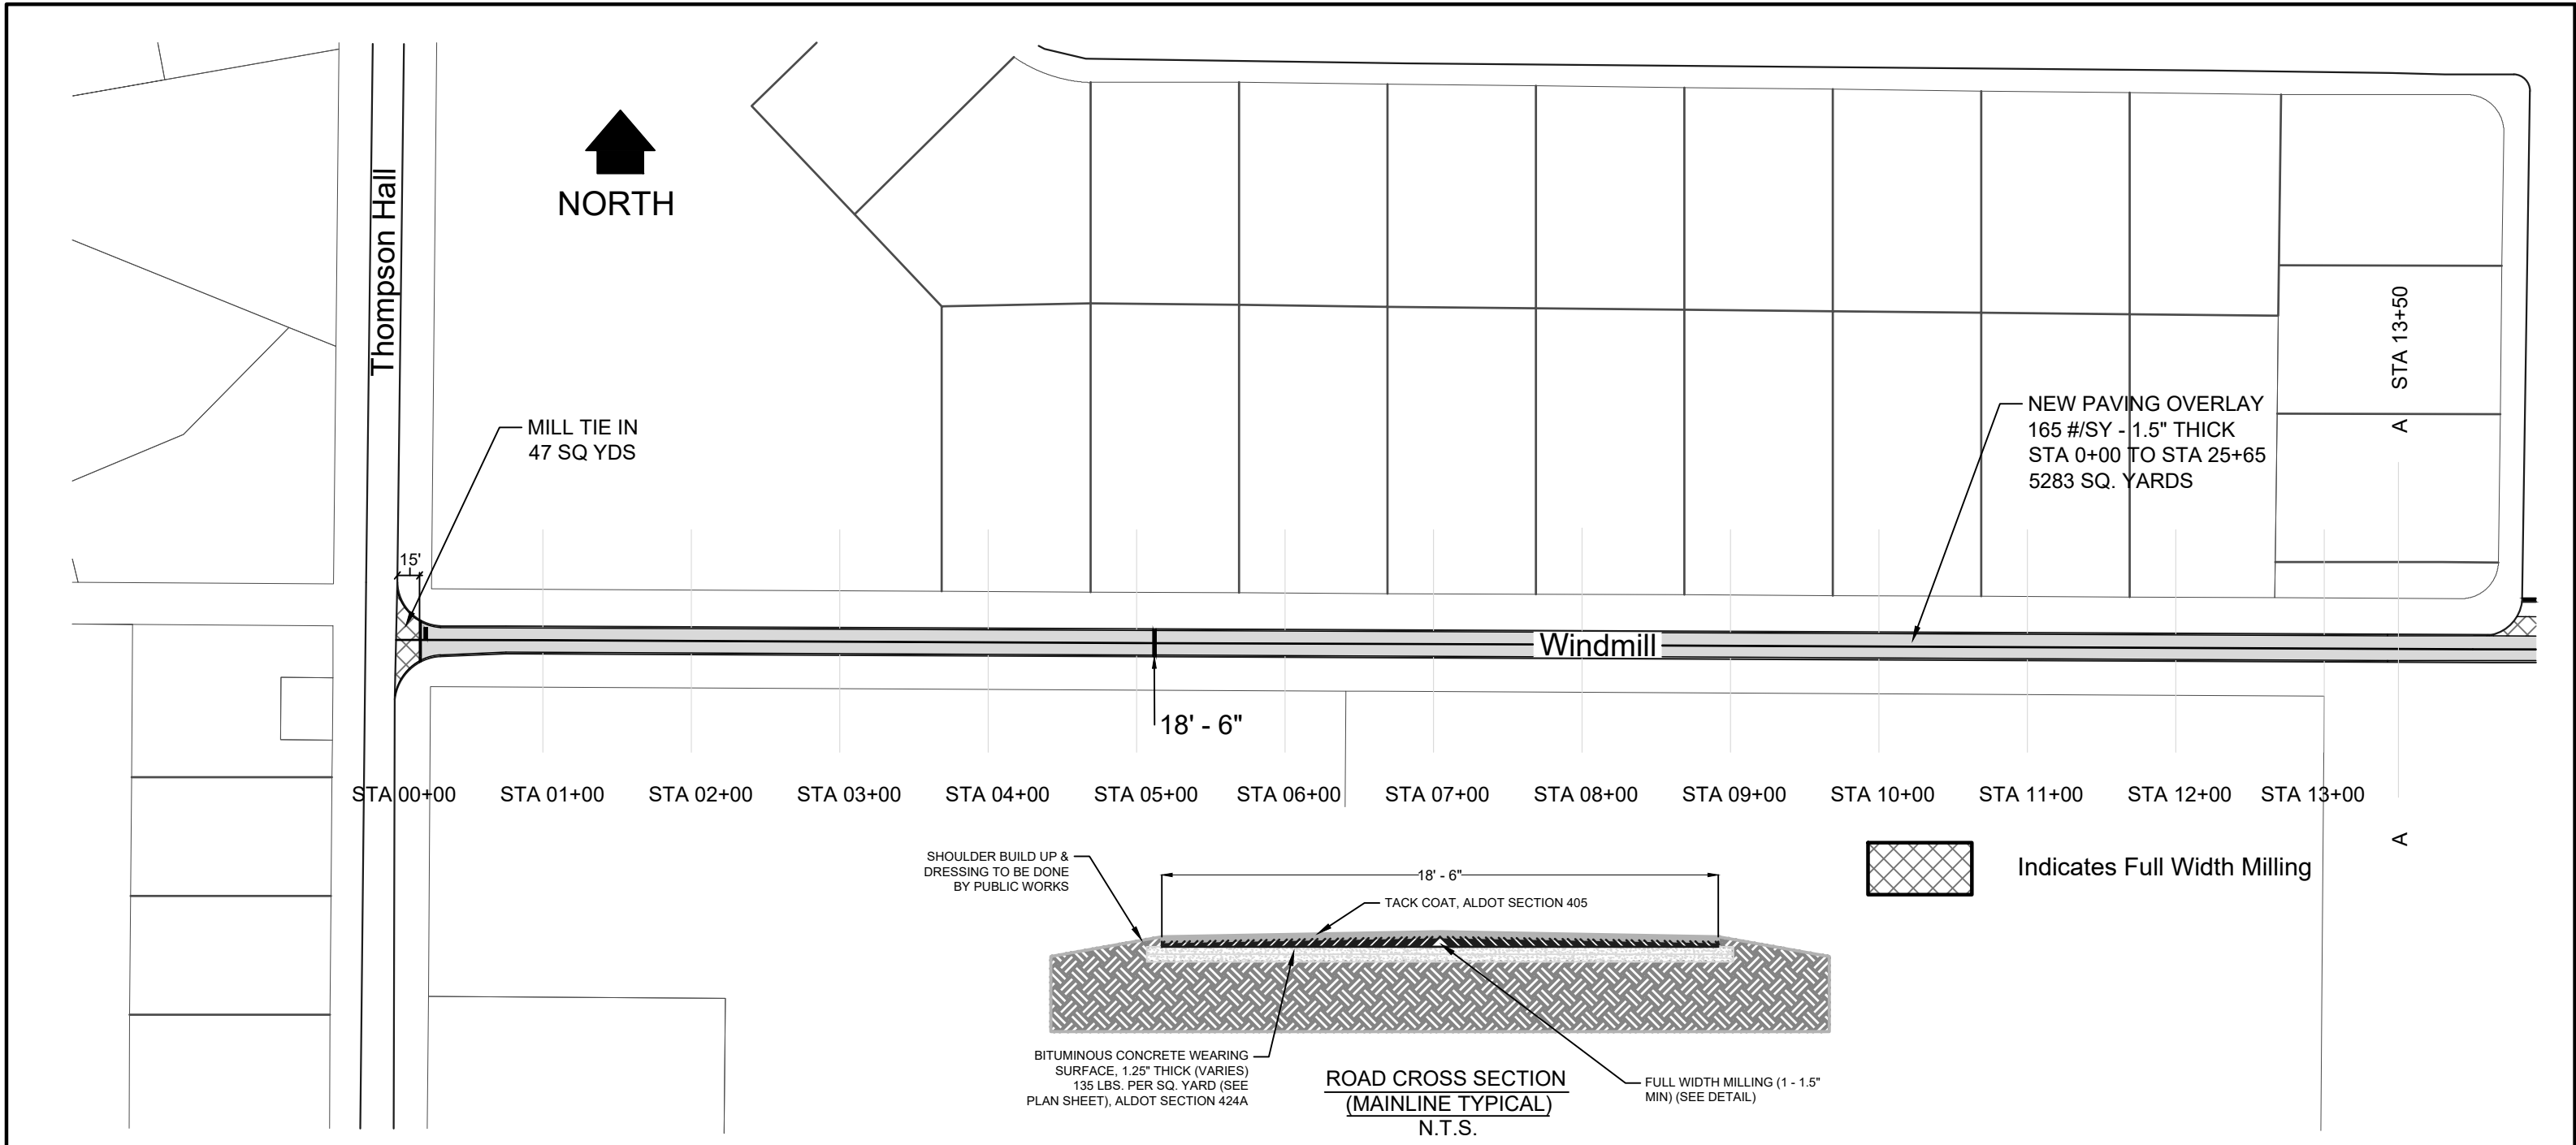 Thompson Hall
NORTH
MILL TIE IN
47 SQ YDS
15'
NEW PAVING OVERLAY
165 #/SY - 1.5" THICK
STA 0+00 TO STA 25+65
5283 SQ. YARDS
STA 13+50
A
Windmill
18' - 6"
STA 00+00
STA 01+00
STA 02+00
STA 03+00
STA 04+00
STA 05+00
STA 06+00
STA 07+00
STA 08+00
STA 09+00
STA 10+00
STA 11+00
STA 12+00
STA 13+00
A
Indicates Full Width Milling
SHOULDER BUILD UP &
DRESSING TO BE DONE
BY PUBLIC WORKS
18' - 6"
TACK COAT, ALDOT SECTION 405
BITUMINOUS CONCRETE WEARING
SURFACE, 1.25" THICK (VARIES)
135 LBS. PER SQ. YARD (SEE
PLAN SHEET), ALDOT SECTION 424A
ROAD CROSS SECTION
(MAINLINE TYPICAL)
N.T.S.
FULL WIDTH MILLING (1 - 1.5"
MIN) (SEE DETAIL)